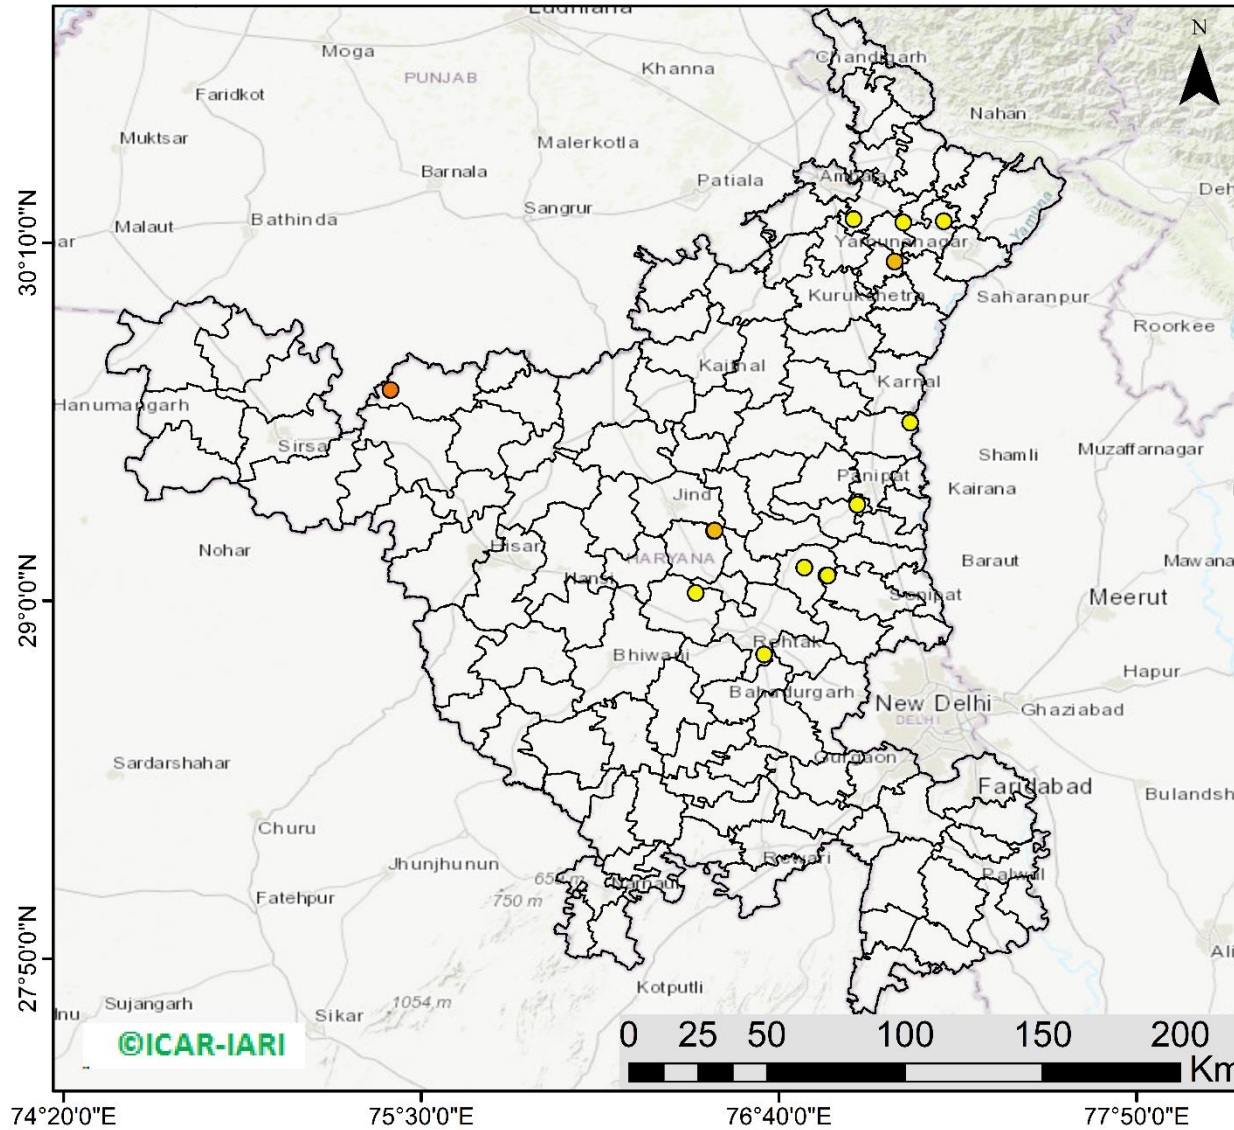 N
Chandigarh
Moga
PUNJAB
Khanna
Faridkot
Nahan
Muktsar
Malerkotla
Barnala
Patiala
Ambala
Sangrur
Malaut
Bathinda
Yamuna
Yamunanagar
30°10'0"N
Kurukshetra
Saharanpur
Roorkee
Kaithal
Karnal
Hanumangarh
Sirsa
Shamli
Muzaffarnagar
Panipat
Kairana
Jind
Nohar
Hisar
HARYANA
Baraut
Mawana
Hansi
Sonipat
Meerut
29°0'0"N
Rohtak
Bhiwani
Hapur
Bahadurgarh
New Delhi
DELHI
Ghaziabad
Gurgaon
Sardarshahar
Faridabad
Bulandsh
Churu
Jhunjhunun
Rewari
Palwal
654 m
Narnaul
750 m
Fatehpur
27°50'0"N
Kotputli
Sujangarh
1054 m
Sikar
©ICAR-IARI
0 25 50 100 150 200
Km
74°20'0"E 75°30'0"E 76°40'0"E 77°50'0"E